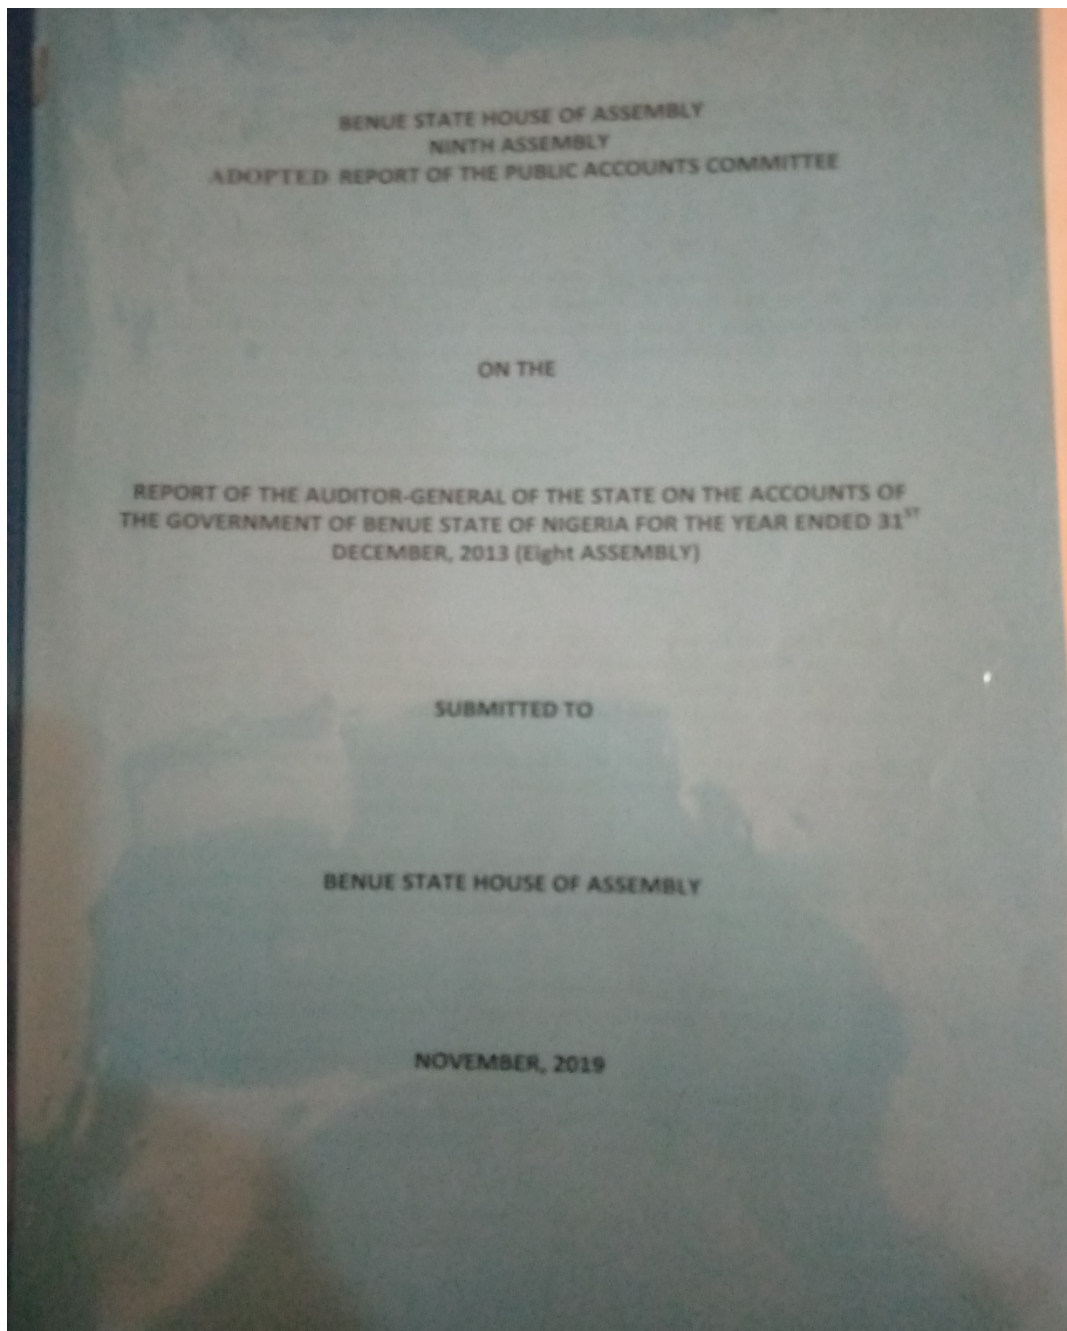 BENUE STATE HOUSE OF ASSEMBLY
NINTH ASSEMBLY
ADOPTED REPORT OF THE PUBLIC ACCOUNTS COMMITTEE
ON THE
REPORT OF THE AUDITOR-GENERAL OF THE STATE ON THE ACCOUNTS OF
THE GOVERNMENT OF BENUE STATE OF NIGERIA FOR THE YEAR ENDED 31ST
DECEMBER, 2013 (Eight ASSEMBLY)
SUBMITTED TO
BENUE STATE HOUSE OF ASSEMBLY
NOVEMBER, 2019